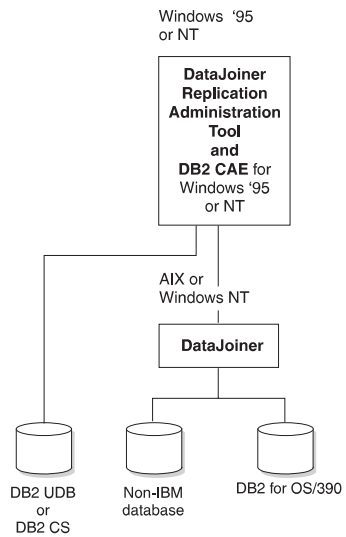 Windows ‘95
or NT
DataJoiner
Replication
Administration
Tool
and
DB2 CAE for
Windows ‘95
or NT
AIX or
Windows NT
DataJoiner
DB2 UDB
or
DB2 CS
Non-IBM
database
DB2 for OS/390